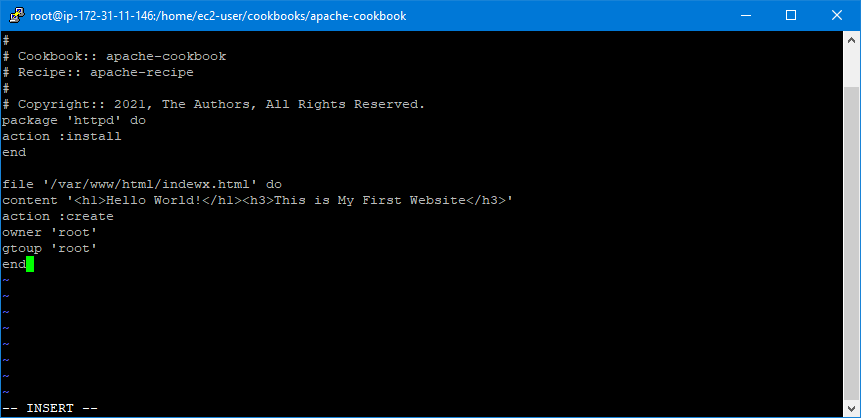 root@ip-172-31-11-146:/home/ec2-user/cookbooks/apache-cookbook
#
# Cookbook:: apache-cookbook
# Recipe:: apache-recipe
#
# Copyright:: 2021, The Authors, All Rights Reserved.
package 'httpd' do
action :install
end
file '/var/www/html/indewx.html' do
content '<h1>Hello World!</h1><h3>This is My First Website</h3>'
action :create
owner 'root'
gtoup 'root'
end
~
~
~
~
~
~
~
~
-- INSERT --